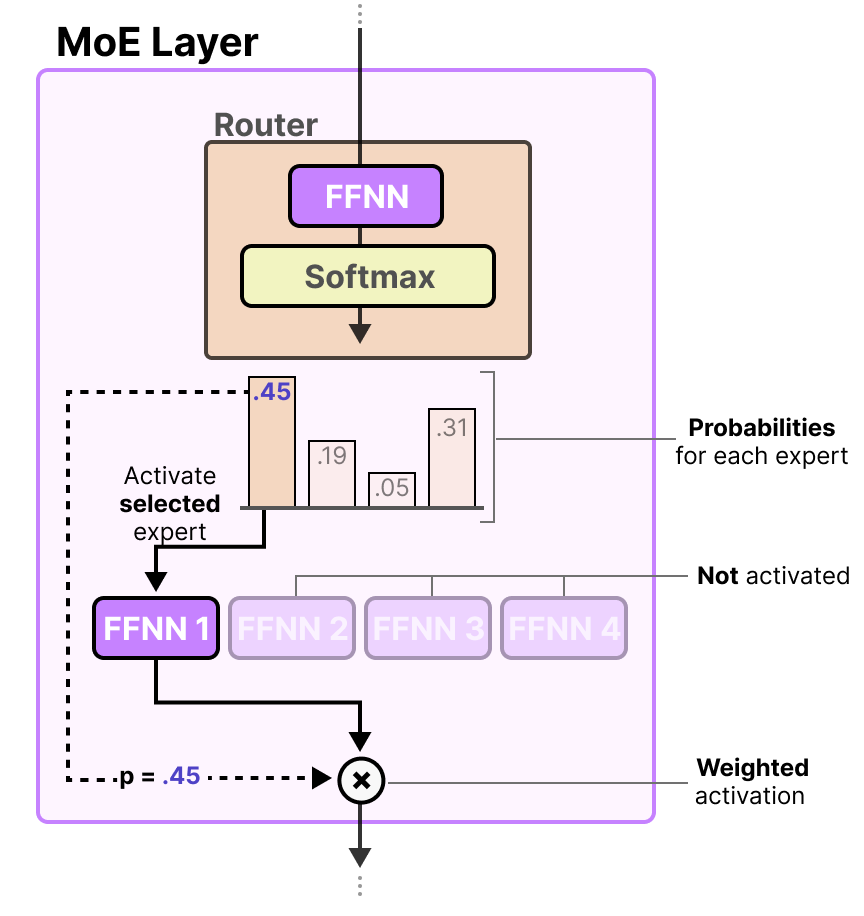 MoE Layer
Router
FFNN
Softmax
.45
.19
.05
.31
Probabilities
for each expert
Activate
selected
expert
Not activated
FFNN 1
FFNN 2
FFNN 3
FFNN 4
p = .45
Weighted
activation